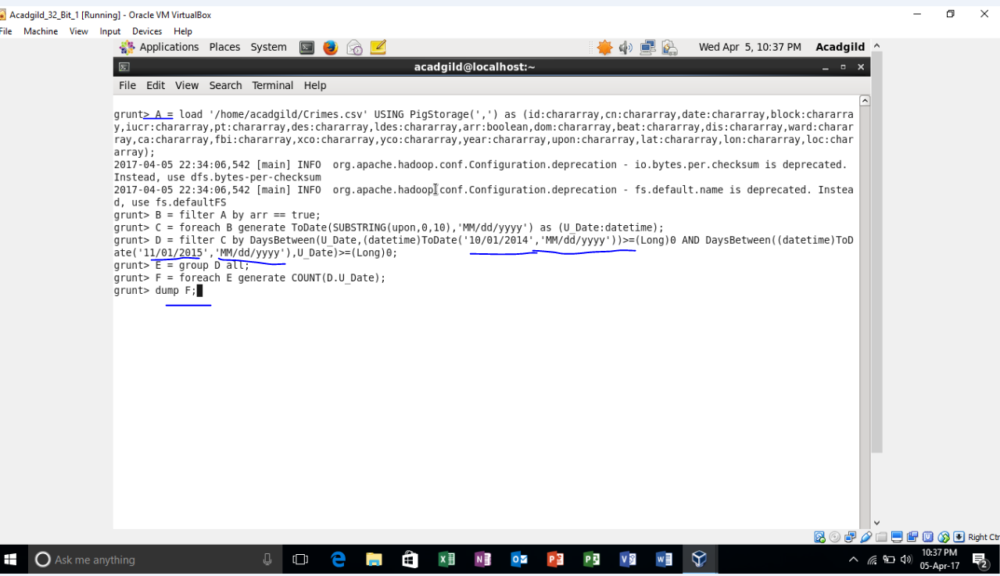 Acadgild_32_Bit_1 [Running] - Oracle VM VirtualBox
File Machine View Input Devices Help
Applications Places System Wed Apr 5, 10:37 PM Acadgild
acadgild@localhost:~
File Edit View Search Terminal Help
grunt> A = load '/home/acadgild/Crimes.csv' USING PigStorage(',') as (id:chararray,cn:chararray,date:chararray,block:chararra
y,iucr:chararray,pt:chararray,des:chararray,ldes:chararray,arr:boolean,dom:chararray,beat:chararray,dis:chararray,ward:charar
ray,ca:chararray,fbi:chararray,xco:chararray,yco:chararray,year:chararray,upon:chararray,lat:chararray,lon:chararray,loc:char
array);
2017-04-05 22:34:06,542 [main] INFO org.apache.hadoop.conf.Configuration.deprecation - io.bytes.per.checksum is deprecated.
Instead, use dfs.bytes-per-checksum
2017-04-05 22:34:06,542 [main] INFO org.apache.hadoop.conf.Configuration.deprecation - fs.default.name is deprecated. Instea
d, use fs.defaultFS
grunt> B = filter A by arr == true;
grunt> C = foreach B generate ToDate(SUBSTRING(upon,0,10),'MM/dd/yyyy') as (U_Date:datetime);
grunt> D = filter C by DaysBetween(U_Date,(datetime)ToDate('10/01/2014','MM/dd/yyyy'))>=(Long)0 AND DaysBetween((datetime)ToD
ate('11/01/2015','MM/dd/yyyy'),U_Date)>=(Long)0;
grunt> E = group D all;
grunt> F = foreach E generate COUNT(D.U_Date);
grunt> dump F;
Right Ctr
Ask me anything
10:37 PM
05-Apr-17
2